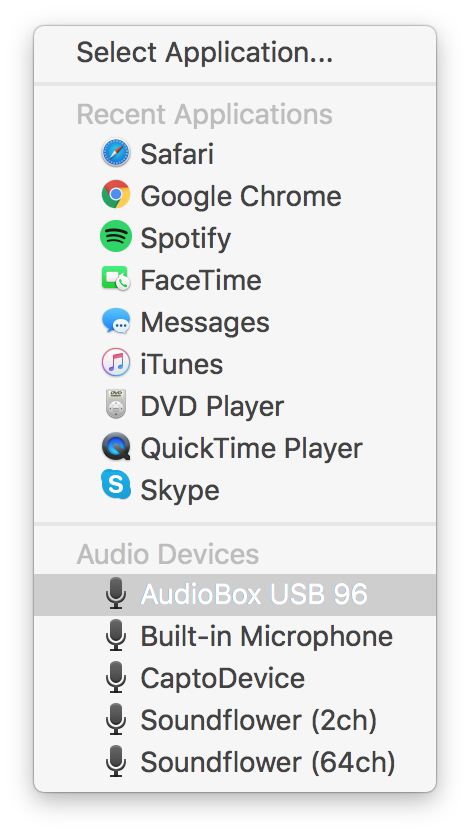 Select Application...
Recent Applications
Safari
Google Chrome
Spotify
FaceTime
Messages
iTunes
DVD Player
QuickTime Player
Skype
Audio Devices
AudioBox USB 96
Built-in Microphone
CaptoDevice
Soundflower (2ch)
Soundflower (64ch)